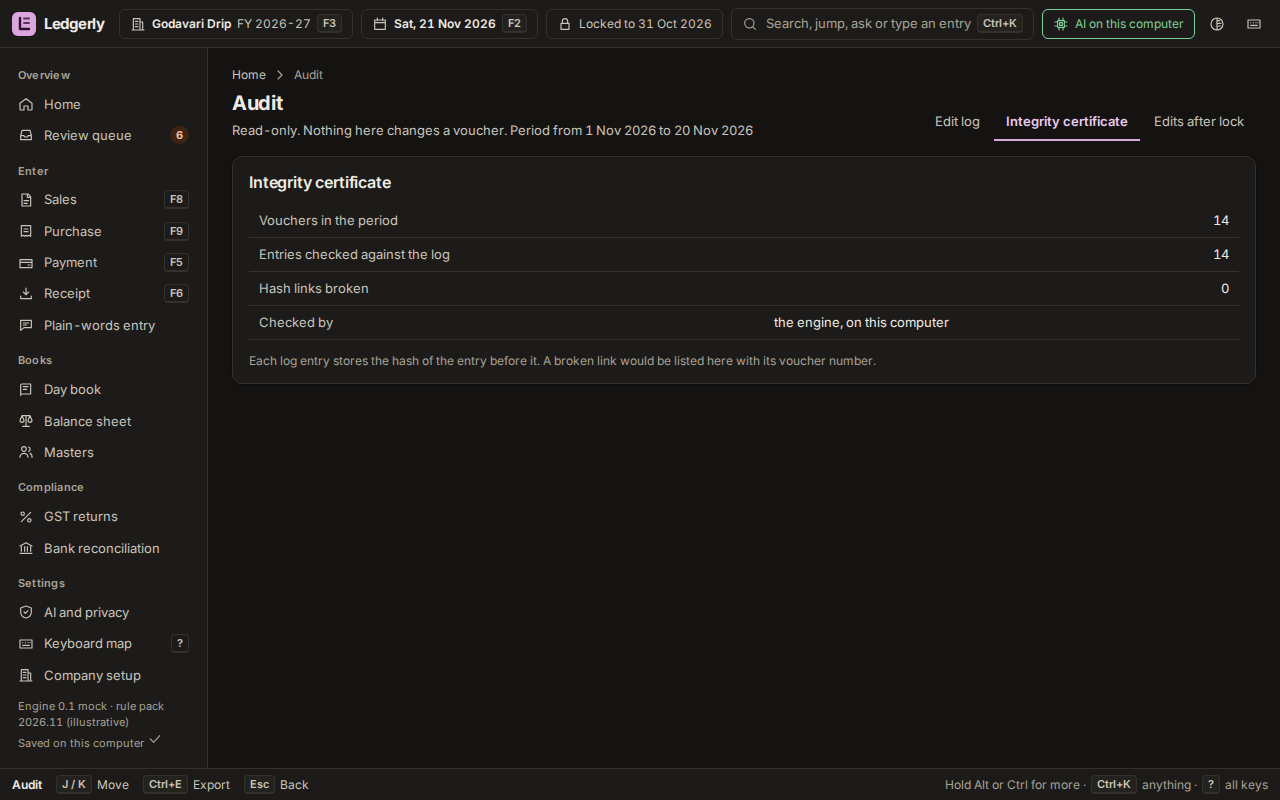 Ledgerly
Godavari Drip FY 2026-27 F3
Sat, 21 Nov 2026 F2
Locked to 31 Oct 2026
Search, jump, ask or type an entry Ctrl+K
AI on this computer
Overview
Home
Review queue 6
Enter
Sales F8
Purchase F9
Payment F5
Receipt F6
Plain-words entry
Books
Day book
Balance sheet
Masters
Compliance
GST returns
Bank reconciliation
Settings
AI and privacy
Keyboard map ?
Company setup
Engine 0.1 mock · rule pack
2026.11 (illustrative)
Saved on this computer
Home Audit
Audit
Read-only. Nothing here changes a voucher. Period from 1 Nov 2026 to 20 Nov 2026
Edit log Integrity certificate Edits after lock
Integrity certificate
Vouchers in the period 14
Entries checked against the log 14
Hash links broken 0
Checked by the engine, on this computer
Each log entry stores the hash of the entry before it. A broken link would be listed here with its voucher number.
Audit J / K Move Ctrl+E Export Esc Back
Hold Alt or Ctrl for more · Ctrl+K anything · ? all keys